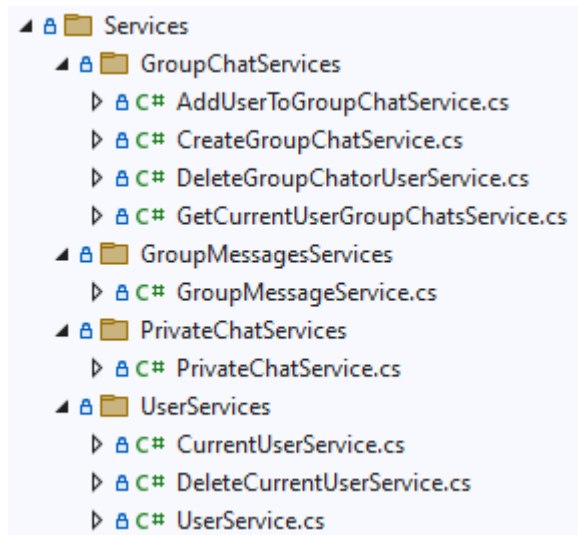 Services
GroupChatServices
C# AddUserToGroupChatService.cs
C# CreateGroupChatService.cs
C# DeleteGroupChatorUserService.cs
C# GetCurrentUserGroupChatsService.cs
GroupMessagesServices
C# GroupMessageService.cs
PrivateChatServices
C# PrivateChatService.cs
UserServices
C# CurrentUserService.cs
C# DeleteCurrentUserService.cs
C# UserService.cs